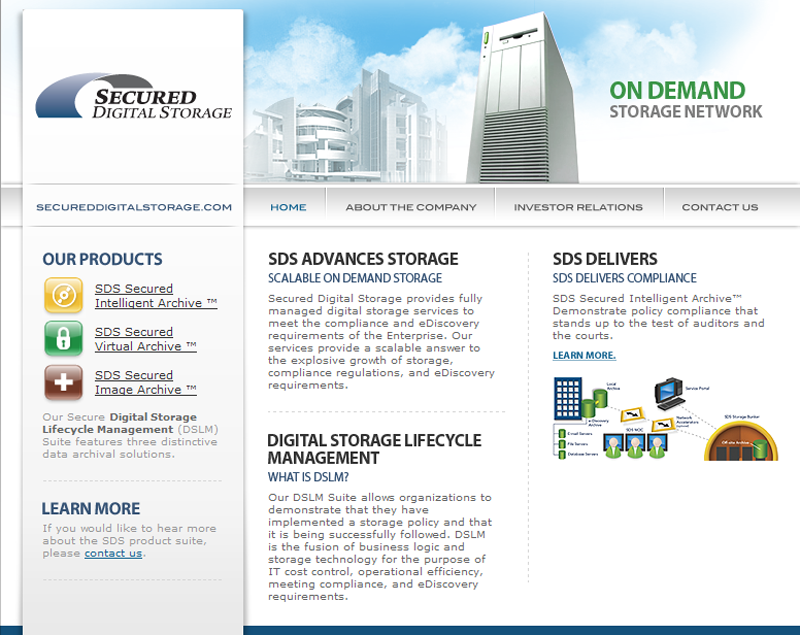 SECURED
DIGITAL STORAGE
ON DEMAND
STORAGE NETWORK
SECUREDDIGITALSTORAGE.COM
HOME
ABOUT THE COMPANY
INVESTOR RELATIONS
CONTACT US
OUR PRODUCTS
SDS Secured
Intelligent Archive ™
SDS Secured
Virtual Archive ™
SDS Secured
Image Archive ™
Our Secure Digital Storage
Lifecycle Management (DSLM)
Suite features three distinctive
data archival solutions.
LEARN MORE
If you would like to hear more
about the SDS product suite,
please contact us.
SDS ADVANCES STORAGE
SCALABLE ON DEMAND STORAGE
Secured Digital Storage provides fully
managed digital storage services to
meet the compliance and eDiscovery
requirements of the Enterprise. Our
services provide a scalable answer to
the explosive growth of storage,
compliance regulations, and eDiscovery
requirements.
DIGITAL STORAGE LIFECYCLE
MANAGEMENT
WHAT IS DSLM?
Our DSLM Suite allows organizations to
demonstrate that they have
implemented a storage policy and that
it is being successfully followed. DSLM
is the fusion of business logic and
storage technology for the purpose of
IT cost control, operational efficiency,
meeting compliance, and eDiscovery
requirements.
SDS DELIVERS
SDS DELIVERS COMPLIANCE
SDS Secured Intelligent Archive™
Demonstrate policy compliance that
stands up to the test of auditors and
the courts.
LEARN MORE.
Local
Archive
e-Discovery
Archive
Service Portal
Email Servers
File Servers
Database Servers
SDS NOC
Network
Accelerators
SDS Storage Bunker
Off-site Archive